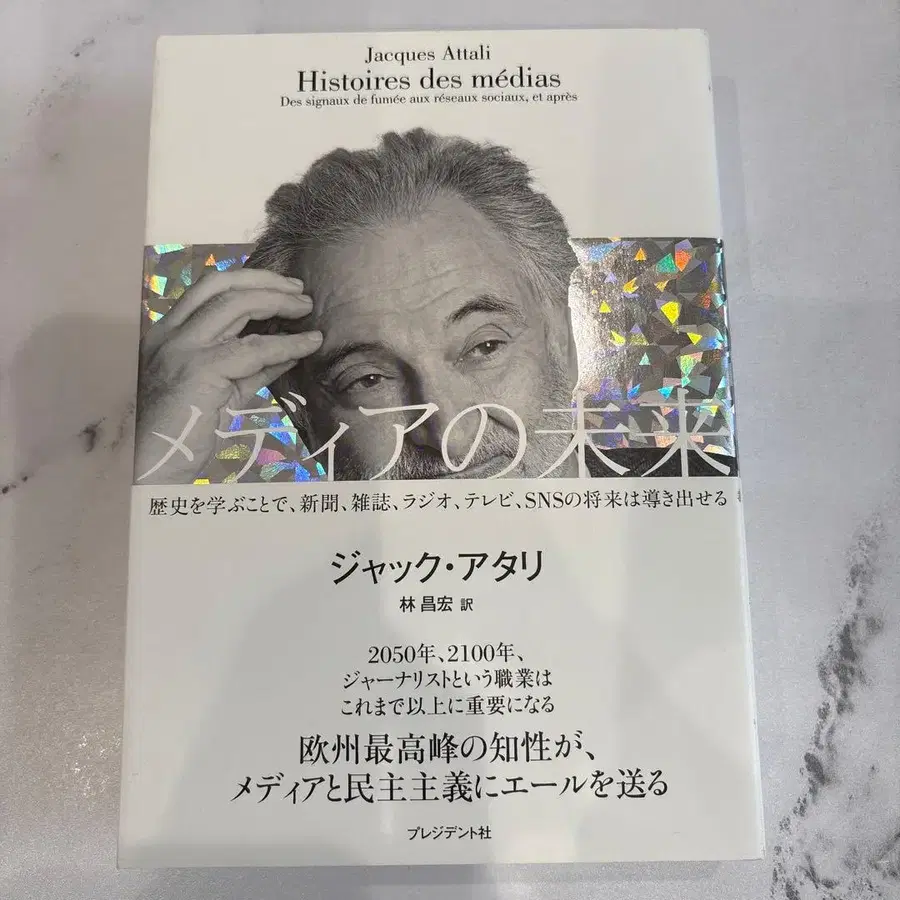 Jacques Attali
Histoires des médias
Des signaux de fumée aux réseaux sociaux, et après
メディアの未来
歴史を学ぶことで、新聞、雑誌、ラジオ、テレビ、SNSの将来は導き出せる
ジャック・アタリ
林 昌宏 訳
2050年、2100年、
ジャーナリストという職業は
これまで以上に重要になる
欧州最高峰の知性が、
メディアと民主主義にエールを送る
プレジデント社